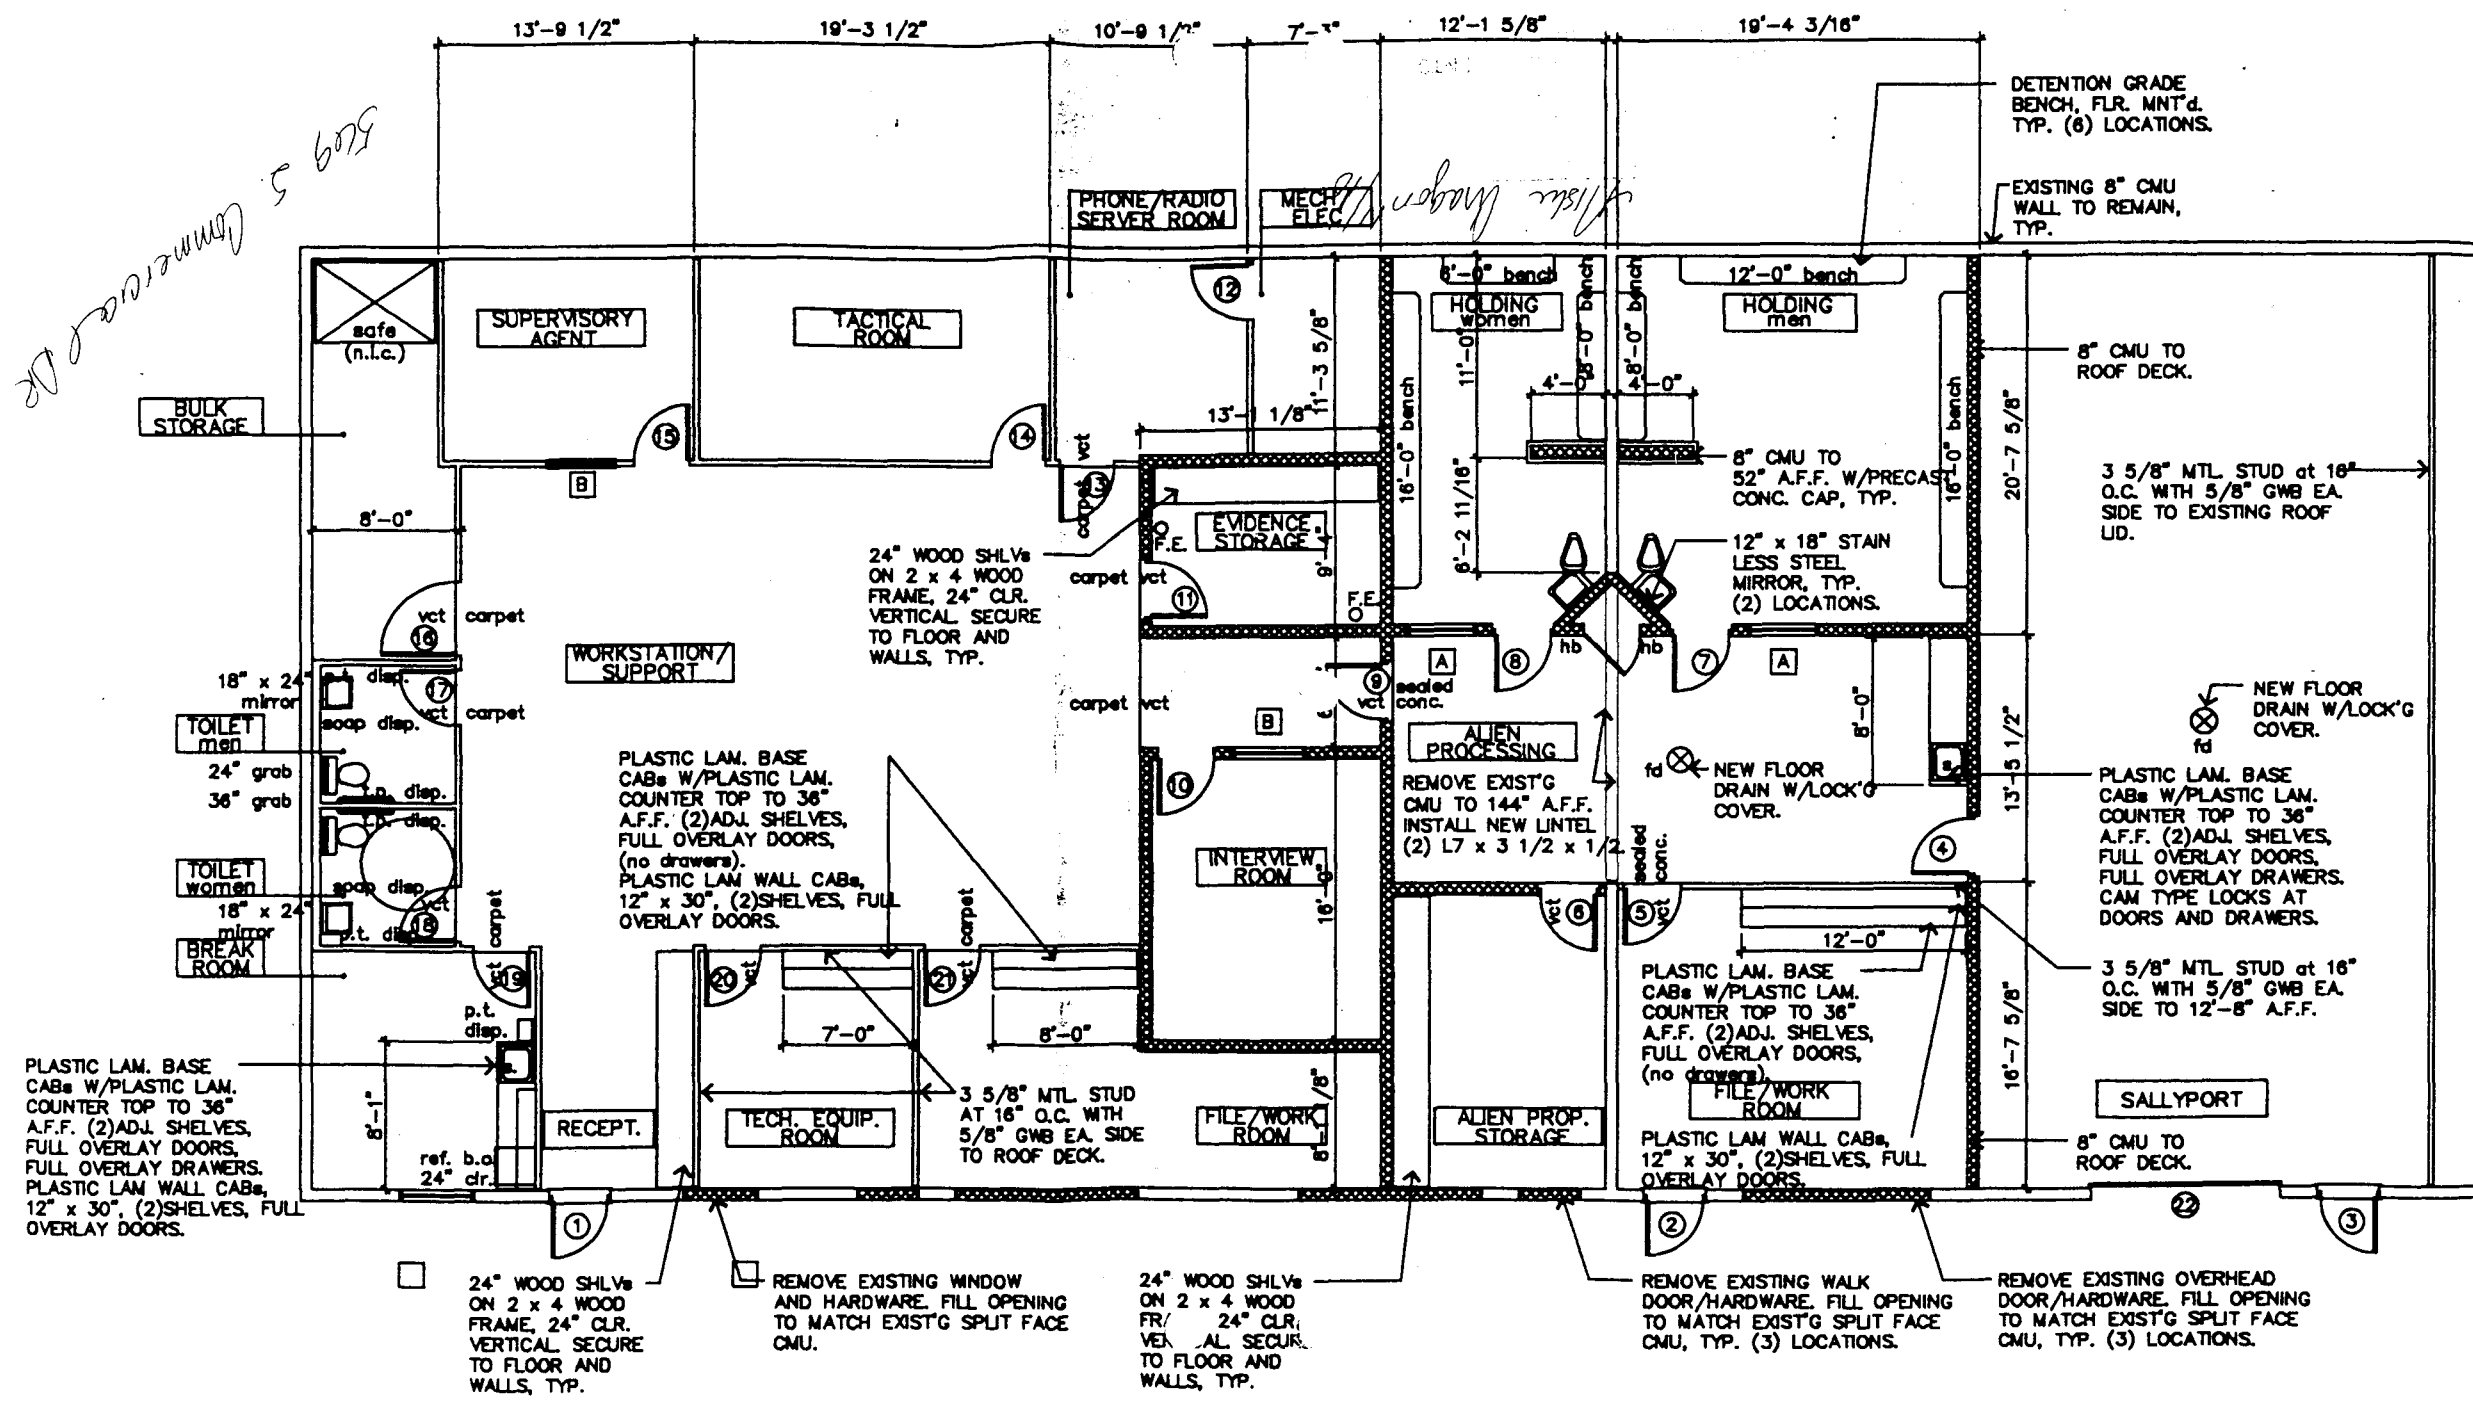 13'-9 1/2"
19'-3 1/2"
10'-9 1/2"
7'-3"
12'-1 5/8"
19'-4 3/16"
569 S. Commercial DR
DETENTION GRADE
BENCH, FLR. MNT'd.
TYP. (6) LOCATIONS.
EXISTING 8" CMU
WALL TO REMAIN,
TYP.
PHONE/RADIO
SERVER ROOM
MECH/
ELEC.
safe
(n.i.c.)
SUPERVISORY
AGENT
TACTICAL
ROOM
12
11'-3 5/8"
6'-0" bench
HOLDING
women
8'-0" bench
8'-0" bench
12'-0" bench
HOLDING
men
11'-0"
4'-0"
4'-0"
16'-0" bench
16'-0" bench
20'-7 5/8"
8" CMU TO
ROOF DECK.
BULK
STORAGE
15
14
vct
13'-1 1/8"
13
carpet
B
8'-0"
8" CMU TO
52" A.F.F. W/PRECAST
CONC. CAP, TYP.
3 5/8" MTL. STUD at 16"
O.C. WITH 5/8" GWB EA.
SIDE TO EXISTING ROOF
LID.
6'-2 11/16"
EVIDENCE
STORAGE
F.E.
24" WOOD SHLVs
ON 2 x 4 WOOD
FRAME, 24" CLR.
VERTICAL SECURE
TO FLOOR AND
WALLS, TYP.
carpet vct
11
F.E.
12" x 18" STAIN
LESS STEEL
MIRROR, TYP.
(2) LOCATIONS.
vct carpet
16
WORKSTATION/
SUPPORT
A
8
hb
hb
7
A
9
sealed
vct conc.
18" x 24"
mirror
p.t. disp.
17
vct carpet
soap disp.
carpet vct
B
TOILET
men
ALIEN
PROCESSING
8'-0"
13'-5 1/2"
NEW FLOOR
DRAIN W/LOCK'G
COVER.
fd
24" grab
36" grab
t.p. disp.
t.p. disp.
PLASTIC LAM. BASE
CABs W/PLASTIC LAM.
COUNTER TOP TO 36"
A.F.F. (2)ADJ. SHELVES,
FULL OVERLAY DOORS,
(no drawers).
PLASTIC LAM WALL CABs,
12" x 30", (2)SHELVES, FULL
OVERLAY DOORS.
10
REMOVE EXIST'G
CMU TO 144" A.F.F.
INSTALL NEW LINTEL
(2) L7 x 3 1/2 x 1/2.
fd
NEW FLOOR
DRAIN W/LOCK'G
COVER.
s.
PLASTIC LAM. BASE
CABs W/PLASTIC LAM.
COUNTER TOP TO 36"
A.F.F. (2)ADJ. SHELVES,
FULL OVERLAY DOORS,
FULL OVERLAY DRAWERS.
CAM TYPE LOCKS AT
DOORS AND DRAWERS.
sealed
conc.
4
INTERVIEW
ROOM
16'-0"
TOILET
women
soap disp.
18" x 24"
mirror
vct
18
p.t. disp.
BREAK
ROOM
carpet
vct
19
20
vct
carpet
21
vct
vct
6
5
vct
12'-0"
p.t.
disp.
7'-0"
8'-0"
PLASTIC LAM. BASE
CABs W/PLASTIC LAM.
COUNTER TOP TO 36"
A.F.F. (2)ADJ. SHELVES,
FULL OVERLAY DOORS,
(no drawers).
3 5/8" MTL. STUD at 16"
O.C. WITH 5/8" GWB EA.
SIDE TO 12'-8" A.F.F.
16'-7 5/8"
PLASTIC LAM. BASE
CABs W/PLASTIC LAM.
COUNTER TOP TO 36"
A.F.F. (2)ADJ. SHELVES,
FULL OVERLAY DOORS,
FULL OVERLAY DRAWERS.
PLASTIC LAM WALL CABs,
12" x 30", (2)SHELVES, FULL
OVERLAY DOORS.
8'-1"
ref. b.o.
24" clr.
RECEPT.
TECH. EQUIP.
ROOM
3 5/8" MTL. STUD
AT 16" O.C. WITH
5/8" GWB EA. SIDE
TO ROOF DECK.
FILE/WORK
ROOM
ALIEN PROP.
STORAGE
FILE/WORK
ROOM
PLASTIC LAM WALL CABs,
12" x 30", (2)SHELVES, FULL
OVERLAY DOORS.
SALLYPORT
8" CMU TO
ROOF DECK.
1
2
22
3
24" WOOD SHLVs
ON 2 x 4 WOOD
FRAME, 24" CLR.
VERTICAL SECURE
TO FLOOR AND
WALLS, TYP.
REMOVE EXISTING WINDOW
AND HARDWARE. FILL OPENING
TO MATCH EXIST'G SPLIT FACE
CMU.
24" WOOD SHLVs
ON 2 x 4 WOOD
24" CLR.
SECURE
TO FLOOR AND
WALLS, TYP.
REMOVE EXISTING WALK
DOOR/HARDWARE. FILL OPENING
TO MATCH EXIST'G SPLIT FACE
CMU, TYP. (3) LOCATIONS.
REMOVE EXISTING OVERHEAD
DOOR/HARDWARE. FILL OPENING
TO MATCH EXIST'G SPLIT FACE
CMU, TYP. (3) LOCATIONS.